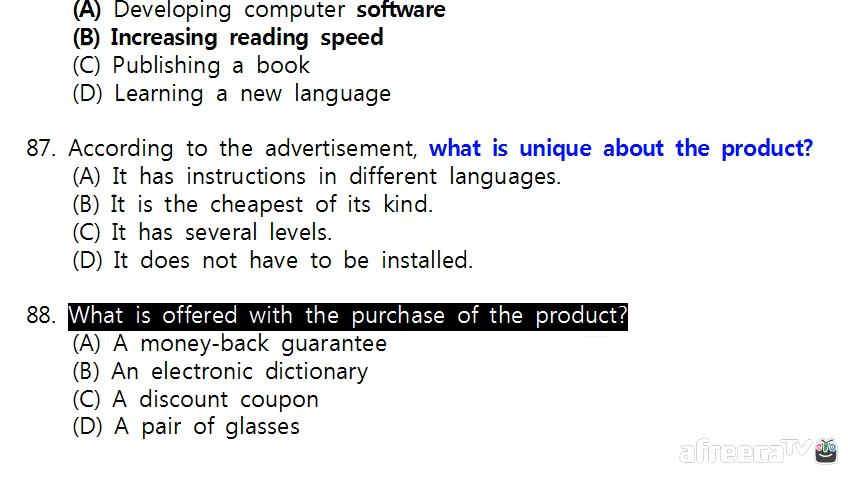 (A) Developing computer software
(B) Increasing reading speed
(C) Publishing a book
(D) Learning a new language
87. According to the advertisement, what is unique about the product?
(A) It has instructions in different languages.
(B) It is the cheapest of its kind.
(C) It has several levels.
(D) It does not have to be installed.
88. What is offered with the purchase of the product?
(A) A money-back guarantee
(B) An electronic dictionary
(C) A discount coupon
(D) A pair of glasses
afreecaTV